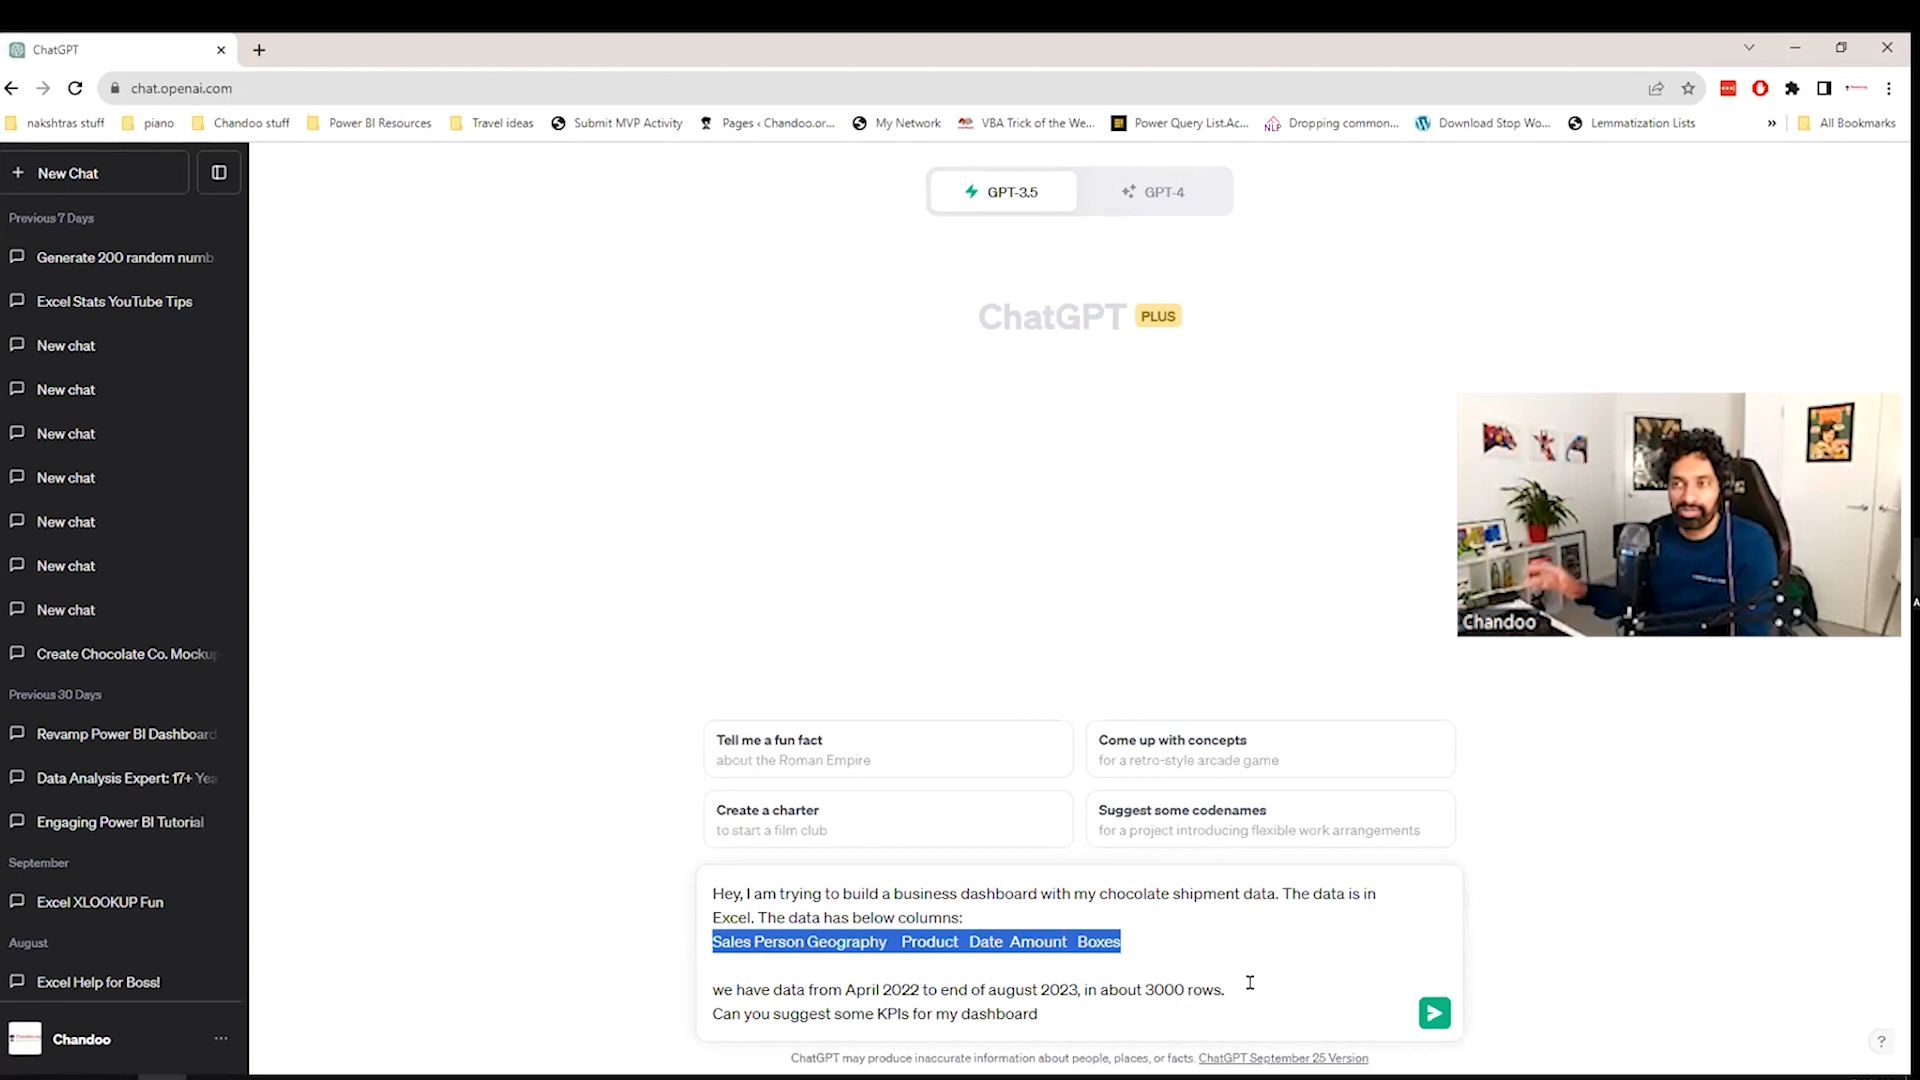 ChatGPT
chat.openai.com
nakshtras stuff
piano
Chandoo stuff
Power BI Resources
Travel ideas
Submit MVP Activity
Pages ‹ Chandoo.or...
My Network
VBA Trick of the We...
Power Query List.Ac...
NLP
Dropping common...
Download Stop Wo...
Lemmatization Lists
»
All Bookmarks
New Chat
Previous 7 Days
Generate 200 random numb
Excel Stats YouTube Tips
New chat
New chat
New chat
New chat
New chat
New chat
New chat
Create Chocolate Co. Mockup
Previous 30 Days
Revamp Power BI Dashboard
Data Analysis Expert: 17+ Yea
Engaging Power BI Tutorial
September
Excel XLOOKUP Fun
August
Excel Help for Boss!
Chandoo
GPT-3.5
GPT-4
ChatGPT PLUS
Chandoo
Tell me a fun fact
about the Roman Empire
Come up with concepts
for a retro-style arcade game
Create a charter
to start a film club
Suggest some codenames
for a project introducing flexible work arrangements
Hey, I am trying to build a business dashboard with my chocolate shipment data. The data is in
Excel. The data has below columns:
Sales Person Geography Product Date Amount Boxes
we have data from April 2022 to end of august 2023, in about 3000 rows.
Can you suggest some KPIs for my dashboard
ChatGPT may produce inaccurate information about people, places, or facts. ChatGPT September 25 Version
?